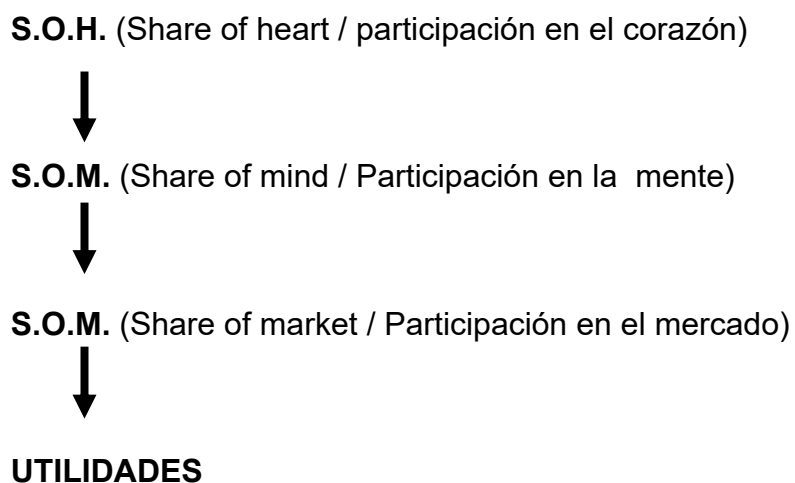 S.O.H. (Share of heart / participación en el corazón)
S.O.M. (Share of mind / Participación en la  mente)
S.O.M. (Share of market / Participación en el mercado)
UTILIDADES